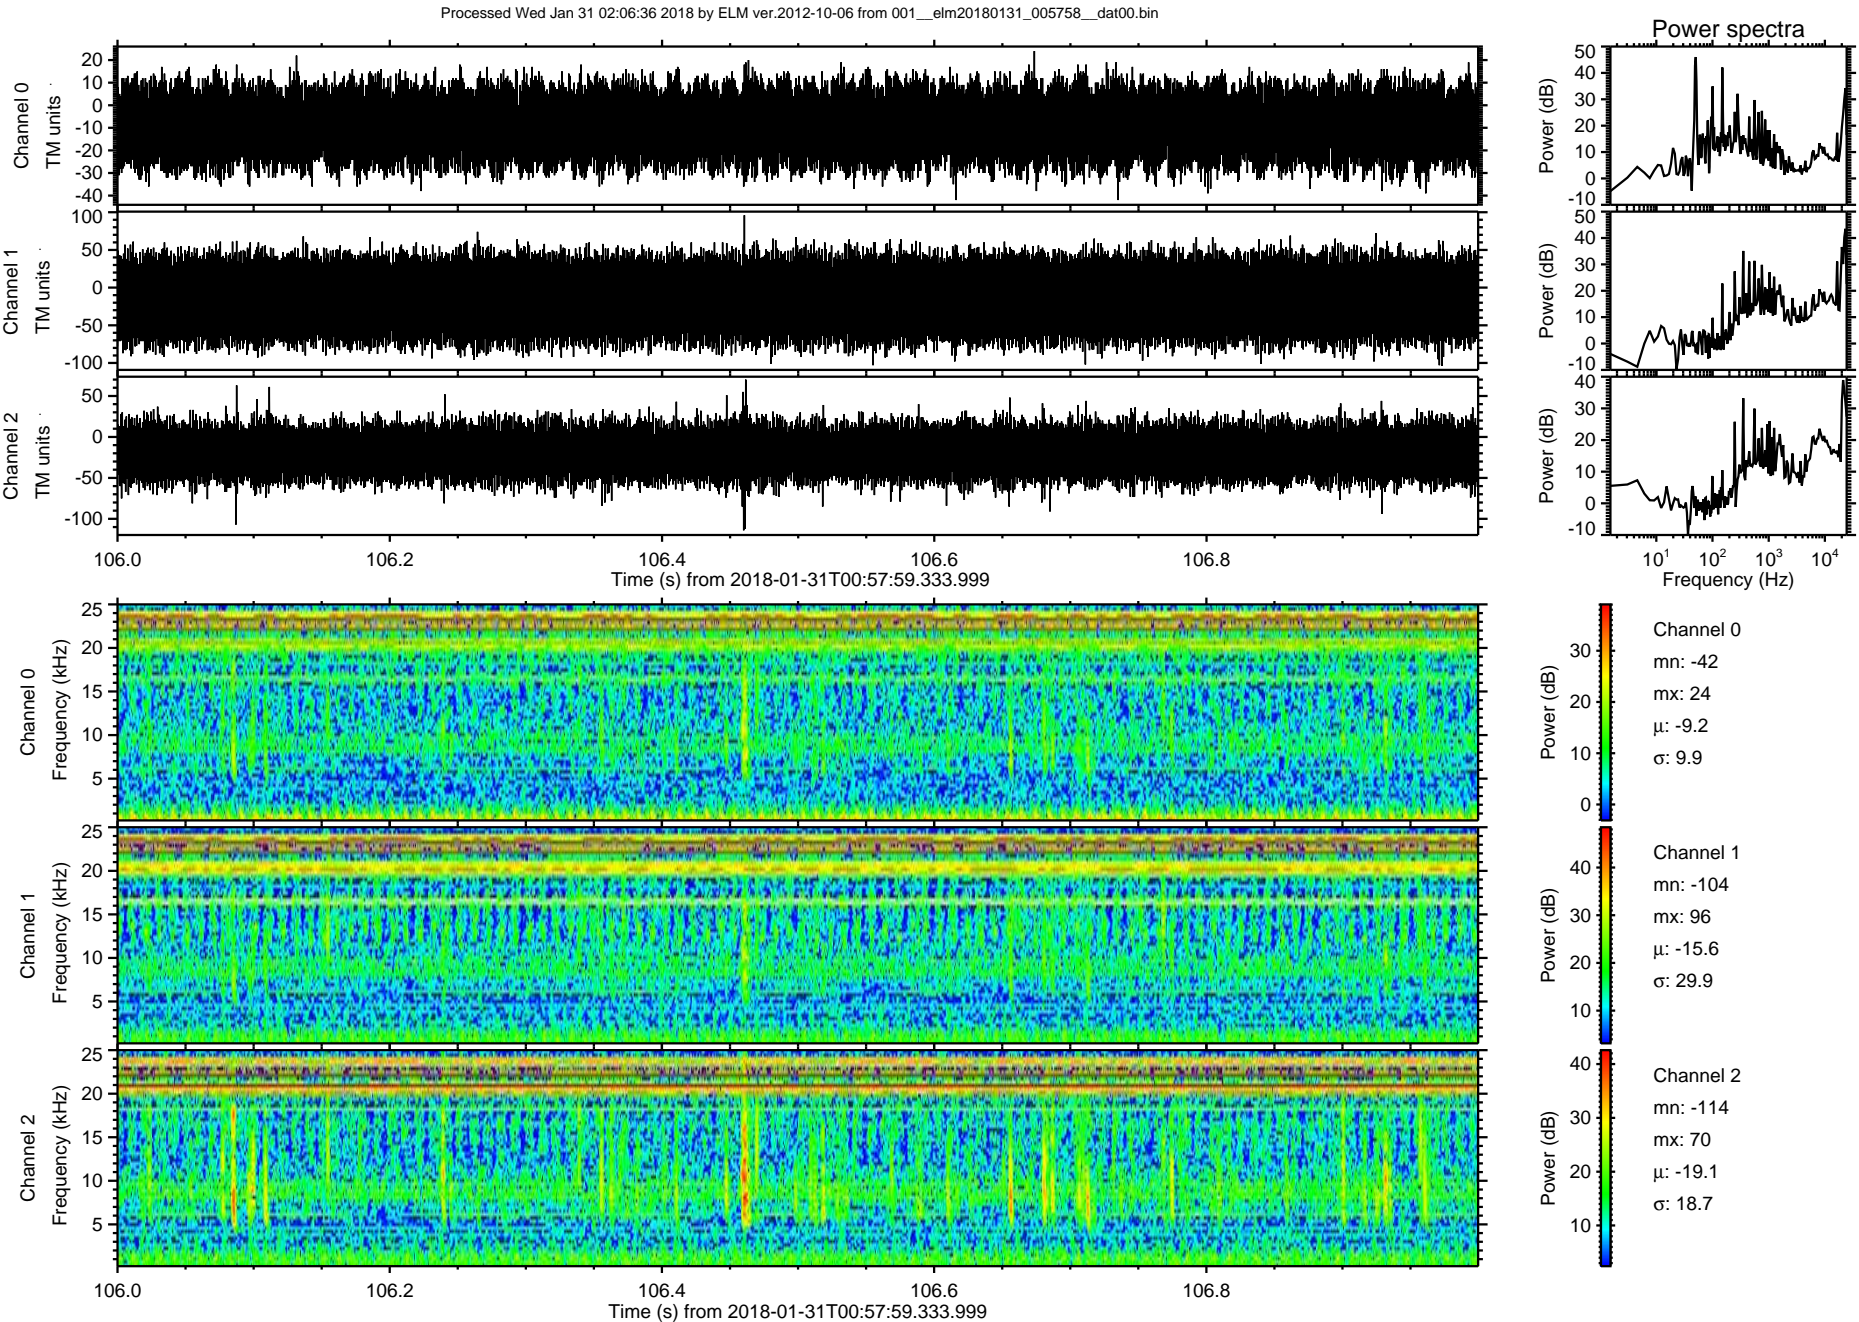 Processed Wed Jan 31 02:06:36 2018 by ELM ver.2012-10-06 from 001__elm20180131_005758__dat00.bin
Power spectra
Channel 0
TM units
20
10
0
-10
-20
-30
-40
Power (dB)
50
40
30
20
10
0
-10
Channel 1
TM units
100
50
0
-50
-100
Power (dB)
50
40
30
20
10
0
-10
Channel 2
TM units
50
0
-50
-100
Power (dB)
40
30
20
10
0
-10
106.0 106.2 106.4 106.6 106.8
Time (s) from 2018-01-31T00:57:59.333.999
10^1 10^2 10^3 10^4
Frequency (Hz)
Channel 0
Frequency (kHz)
25
20
15
10
5
Power (dB)
30
20
10
0
Channel 0
mn: -42
mx: 24
μ: -9.2
σ: 9.9
Channel 1
Frequency (kHz)
25
20
15
10
5
Power (dB)
40
30
20
10
Channel 1
mn: -104
mx: 96
μ: -15.6
σ: 29.9
Channel 2
Frequency (kHz)
25
20
15
10
5
Power (dB)
40
30
20
10
Channel 2
mn: -114
mx: 70
μ: -19.1
σ: 18.7
106.0 106.2 106.4 106.6 106.8
Time (s) from 2018-01-31T00:57:59.333.999